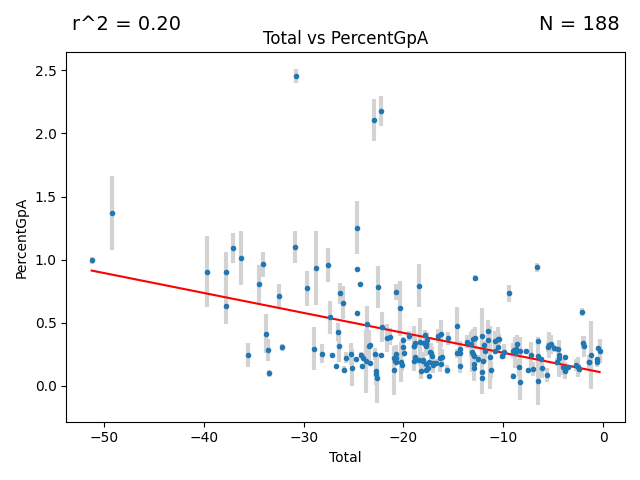 r^2 = 0.20
N = 188
Total vs PercentGpA
2.5
2.0
1.5
1.0
0.5
0.0
PercentGpA
−50
−40
−30
−20
−10
0
Total